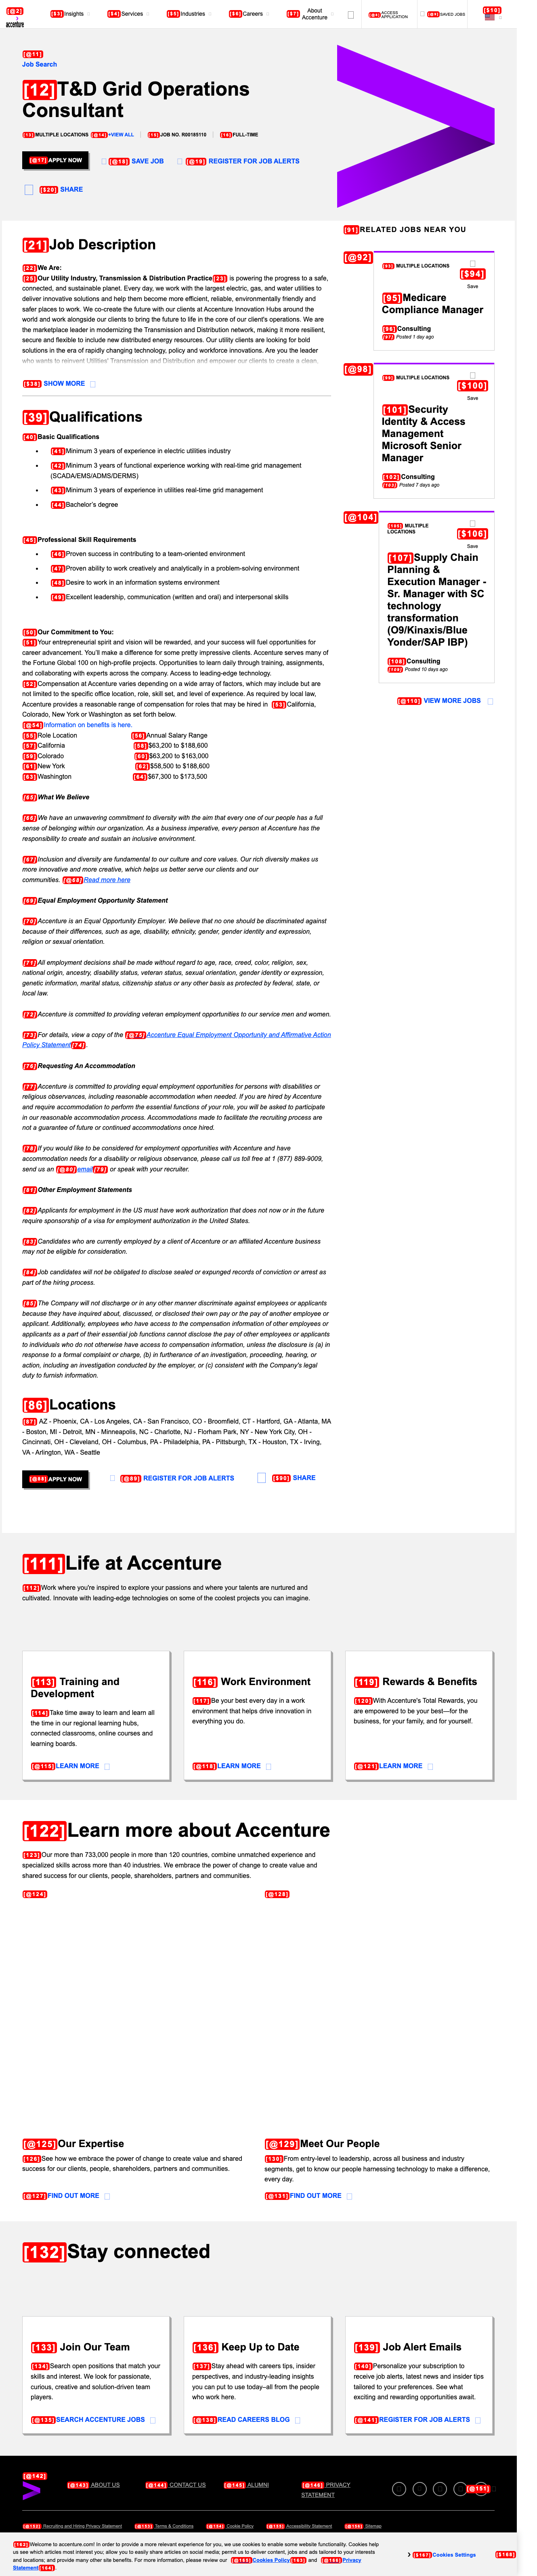 [@2]
accenture
[$3]Insights
[$4]Services
[$5]Industries
[$6]Careers
[$7]About Accenture
[@8]ACCESS APPLICATION
[@9]SAVED JOBS
[$10]
[@11]
Job Search
[12]T&D Grid Operations
Consultant
[13]MULTIPLE LOCATIONS [@14]+VIEW ALL
[15]JOB NO. R00185110
[16]FULL-TIME
[@17]APPLY NOW
[@18] SAVE JOB
[@19] REGISTER FOR JOB ALERTS
[$20] SHARE
[21]Job Description
[22]We Are:
Our Utility Industry, Transmission & Distribution Practice[23] is powering the progress to a safe,
connected, and sustainable planet. Every day, we work with the largest electric, gas, and water utilities to
deliver innovative solutions and help them become more efficient, reliable, environmentally friendly and
safer places to work. We co-create the future with our clients at Accenture Innovation Hubs around the
world and work alongside our clients to bring the future to life in the core of our client's operations. We are
the marketplace leader in modernizing the Transmission and Distribution network, making it more resilient,
secure and flexible to include new distributed energy resources. Our utility clients are looking for bold
solutions in the era of rapidly changing technology, policy and workforce pressures. Are you the leader
who wants to reinvent Utilities' Transmission and Distribution and empower our clients to create a clean,
[$38] SHOW MORE
[39]Qualifications
[40]Basic Qualifications
• [41]Minimum 3 years of experience in electric utilities industry
• [42]Minimum 3 years of functional experience working with real-time grid management
(SCADA/EMS/ADMS/DERMS)
• [43]Minimum 3 years of experience in utilities real-time grid management
• [44]Bachelor's degree
[45]Professional Skill Requirements
• [46]Proven success in contributing to a team-oriented environment
• [47]Proven ability to work creatively and analytically in a problem-solving environment
• [48]Desire to work in an information systems environment
• [49]Excellent leadership, communication (written and oral) and interpersonal skills
[50]Our Commitment to You:
[51]Your entrepreneurial spirit and vision will be rewarded, and your success will fuel opportunities for
career advancement. You'll make a difference for some pretty impressive clients. Accenture serves many of
the Fortune Global 100 on high-profile projects. Opportunities to learn daily through training, assignments,
and collaborating with experts across the company. Access to leading-edge technology.
[52]Compensation at Accenture varies depending on a wide array of factors, which may include but are
not limited to the specific office location, role, skill set, and level of experience. As required by local law,
Accenture provides a reasonable range of compensation for roles that may be hired in [53]California,
Colorado, New York or Washington as set forth below.
[@54]Information on benefits is here.
[55]Role Location [56]Annual Salary Range
[57]California [58]$63,200 to $188,600
[59]Colorado [60]$63,200 to $163,000
[61]New York [62]$58,500 to $188,600
[63]Washington [64]$67,300 to $173,500
[65]What We Believe
[66]We have an unwavering commitment to diversity with the aim that every one of our people has a full
sense of belonging within our organization. As a business imperative, every person at Accenture has the
responsibility to create and sustain an inclusive environment.
[67]Inclusion and diversity are fundamental to our culture and core values. Our rich diversity makes us
more innovative and more creative, which helps us better serve our clients and our
communities. [@68]Read more here
[69]Equal Employment Opportunity Statement
[70]Accenture is an Equal Opportunity Employer. We believe that no one should be discriminated against
because of their differences, such as age, disability, ethnicity, gender, gender identity and expression,
religion or sexual orientation.
[71]All employment decisions shall be made without regard to age, race, creed, color, religion, sex,
national origin, ancestry, disability status, veteran status, sexual orientation, gender identity or expression,
genetic information, marital status, citizenship status or any other basis as protected by federal, state, or
local law.
[72]Accenture is committed to providing veteran employment opportunities to our service men and women.
[73]For details, view a copy of the [@75]Accenture Equal Employment Opportunity and Affirmative Action
Policy Statement[74].
[76]Requesting An Accommodation
[77]Accenture is committed to providing equal employment opportunities for persons with disabilities or
religious observances, including reasonable accommodation when needed. If you are hired by Accenture
and require accommodation to perform the essential functions of your role, you will be asked to participate
in our reasonable accommodation process. Accommodations made to facilitate the recruiting process are
not a guarantee of future or continued accommodations once hired.
[78]If you would like to be considered for employment opportunities with Accenture and have
accommodation needs for a disability or religious observance, please call us toll free at 1 (877) 889-9009,
send us an [@80]email[79] or speak with your recruiter.
[81]Other Employment Statements
[82]Applicants for employment in the US must have work authorization that does not now or in the future
require sponsorship of a visa for employment authorization in the United States.
[83]Candidates who are currently employed by a client of Accenture or an affiliated Accenture business
may not be eligible for consideration.
[84]Job candidates will not be obligated to disclose sealed or expunged records of conviction or arrest as
part of the hiring process.
[85]The Company will not discharge or in any other manner discriminate against employees or applicants
because they have inquired about, discussed, or disclosed their own pay or the pay of another employee or
applicant. Additionally, employees who have access to the compensation information of other employees or
applicants as a part of their essential job functions cannot disclose the pay of other employees or applicants
to individuals who do not otherwise have access to compensation information, unless the disclosure is (a) in
response to a formal complaint or charge, (b) in furtherance of an investigation, proceeding, hearing, or
action, including an investigation conducted by the employer, or (c) consistent with the Company's legal
duty to furnish information.
[86]Locations
[87] AZ - Phoenix, CA - Los Angeles, CA - San Francisco, CO - Broomfield, CT - Hartford, GA - Atlanta, MA
- Boston, MI - Detroit, MN - Minneapolis, NC - Charlotte, NJ - Florham Park, NY - New York City, OH -
Cincinnati, OH - Cleveland, OH - Columbus, PA - Philadelphia, PA - Pittsburgh, TX - Houston, TX - Irving,
VA - Arlington, WA - Seattle
[@88]APPLY NOW
[@89] REGISTER FOR JOB ALERTS
[$90] SHARE
[91]RELATED JOBS NEAR YOU
[@92]
[93] MULTIPLE LOCATIONS
[$94]
Save
[95]Medicare
Compliance Manager
[96]Consulting
[97] Posted 1 day ago
[@98]
[99] MULTIPLE LOCATIONS
[$100]
Save
[101]Security
Identity & Access
Management
Microsoft Senior
Manager
[102]Consulting
[103] Posted 7 days ago
[@104]
[105] MULTIPLE
LOCATIONS
[$106]
Save
[107]Supply Chain
Planning &
Execution Manager -
Sr. Manager with SC
technology
transformation
(O9/Kinaxis/Blue
Yonder/SAP IBP)
[108]Consulting
[109] Posted 10 days ago
[@110] VIEW MORE JOBS
[111]Life at Accenture
[112]Work where you're inspired to explore your passions and where your talents are nurtured and
cultivated. Innovate with leading-edge technologies on some of the coolest projects you can imagine.
[113] Training and
Development
[114]Take time away to learn and learn all
the time in our regional learning hubs,
connected classrooms, online courses and
learning boards.
[@115]LEARN MORE
[116] Work Environment
[117]Be your best every day in a work
environment that helps drive innovation in
everything you do.
[@118]LEARN MORE
[119] Rewards & Benefits
[120]With Accenture's Total Rewards, you
are empowered to be your best—for the
business, for your family, and for yourself.
[@121]LEARN MORE
[122]Learn more about Accenture
[123]Our more than 733,000 people in more than 120 countries, combine unmatched experience and
specialized skills across more than 40 industries. We embrace the power of change to create value and
shared success for our clients, people, shareholders, partners and communities.
[@124]
[@128]
[@125]Our Expertise
[126]See how we embrace the power of change to create value and shared
success for our clients, people, shareholders, partners and communities.
[@127]FIND OUT MORE
[@129]Meet Our People
[130]From entry-level to leadership, across all business and industry
segments, get to know our people harnessing technology to make a difference,
every day.
[@131]FIND OUT MORE
[132]Stay connected
[133] Join Our Team
[134]Search open positions that match your
skills and interest. We look for passionate,
curious, creative and solution-driven team
players.
[@135]SEARCH ACCENTURE JOBS
[136] Keep Up to Date
[137]Stay ahead with careers tips, insider
perspectives, and industry-leading insights
you can put to use today–all from the people
who work here.
[@138]READ CAREERS BLOG
[139] Job Alert Emails
[140]Personalize your subscription to
receive job alerts, latest news and insider tips
tailored to your preferences. See what
exciting and rewarding opportunities await.
[@141]REGISTER FOR JOB ALERTS
[@142]
[@143] ABOUT US
[@144] CONTACT US
[@145] ALUMNI
[@146] PRIVACY
STATEMENT
[@151]
[@152] Recruiting and Hiring Privacy Statement
[@153] Terms & Conditions
[@154] Cookie Policy
[@155] Accessibility Statement
[@156] Sitemap
[162]Welcome to accenture.com! In order to provide a more relevant experience for you, we use cookies to enable some website functionality. Cookies help
us see which articles most interest you; allow you to easily share articles on social media; permit us to deliver content, jobs and ads tailored to your interests
and locations; and provide many other site benefits. For more information, please review our [@165]Cookies Policy[163] and [@166]Privacy
Statement[164]
[$167]Cookies Settings
[$168]